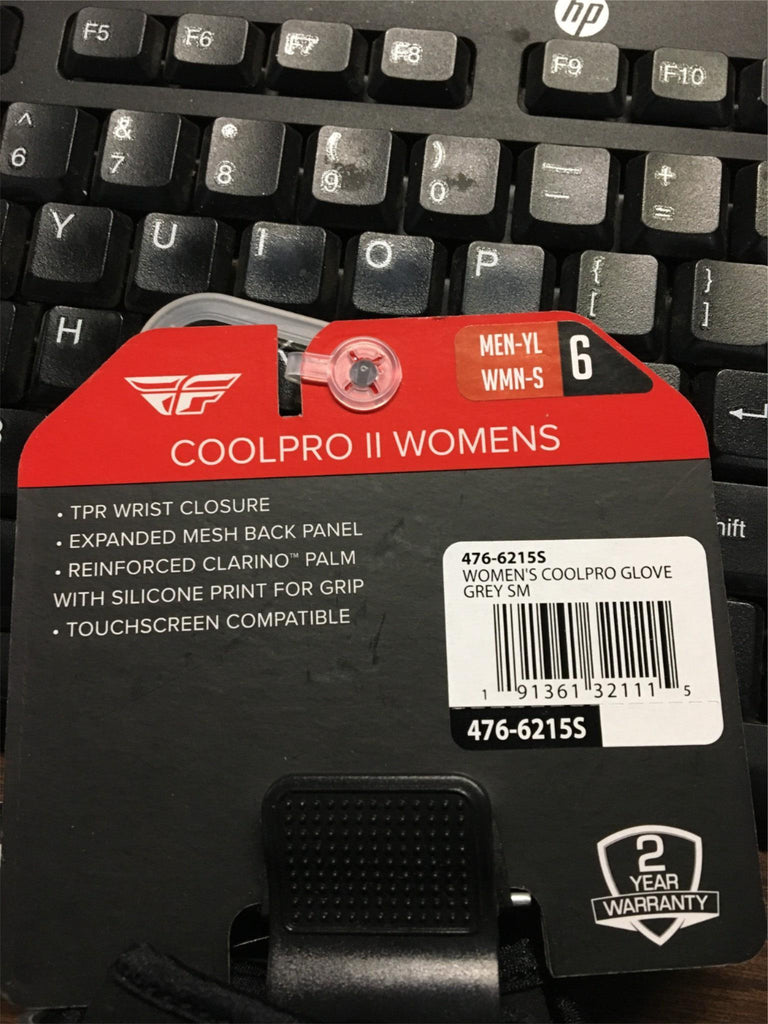 hp
F5 F6 F7 F8 F9 F10
^ & * ( ) _ +
6 7 8 9 0 - =
Y U I O P { }
[ ]
H
MEN-YL
WMN-S
6
COOLPRO II WOMENS
• TPR WRIST CLOSURE
• EXPANDED MESH BACK PANEL
• REINFORCED CLARINO™ PALM
WITH SILICONE PRINT FOR GRIP
• TOUCHSCREEN COMPATIBLE
hift
476-6215S
WOMEN'S COOLPRO GLOVE
GREY SM
1 91361 32111 5
476-6215S
2
YEAR
WARRANTY